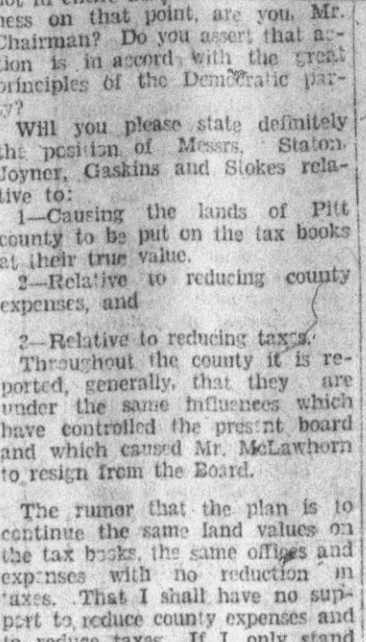 ness on that point, are you, Mr.
Chairman? Do you assert that ac-
tion is in accord with the great
principles of the Democratic par-
ty?
Will you please state definitely
the position of Messrs. Staton,
Joyner, Gaskins and Stokes rela-
tive to:
1—Causing the lands of Pitt
county to be put on the tax books
at their true value.
2—Relative to reducing county
expenses, and
2—Relative to reducing taxes.
Throughout the county it is re-
ported, generally, that they are
under the same influences which
have controlled the present board
and which caused Mr. McLawhorn
to resign from the Board.
The rumor that the plan is to
continue the same land values on
the tax books, the same offices and
expenses with no reduction in
taxes. That I shall have no sup-
port to reduce county expenses and
to reduce taxes. If I only stand